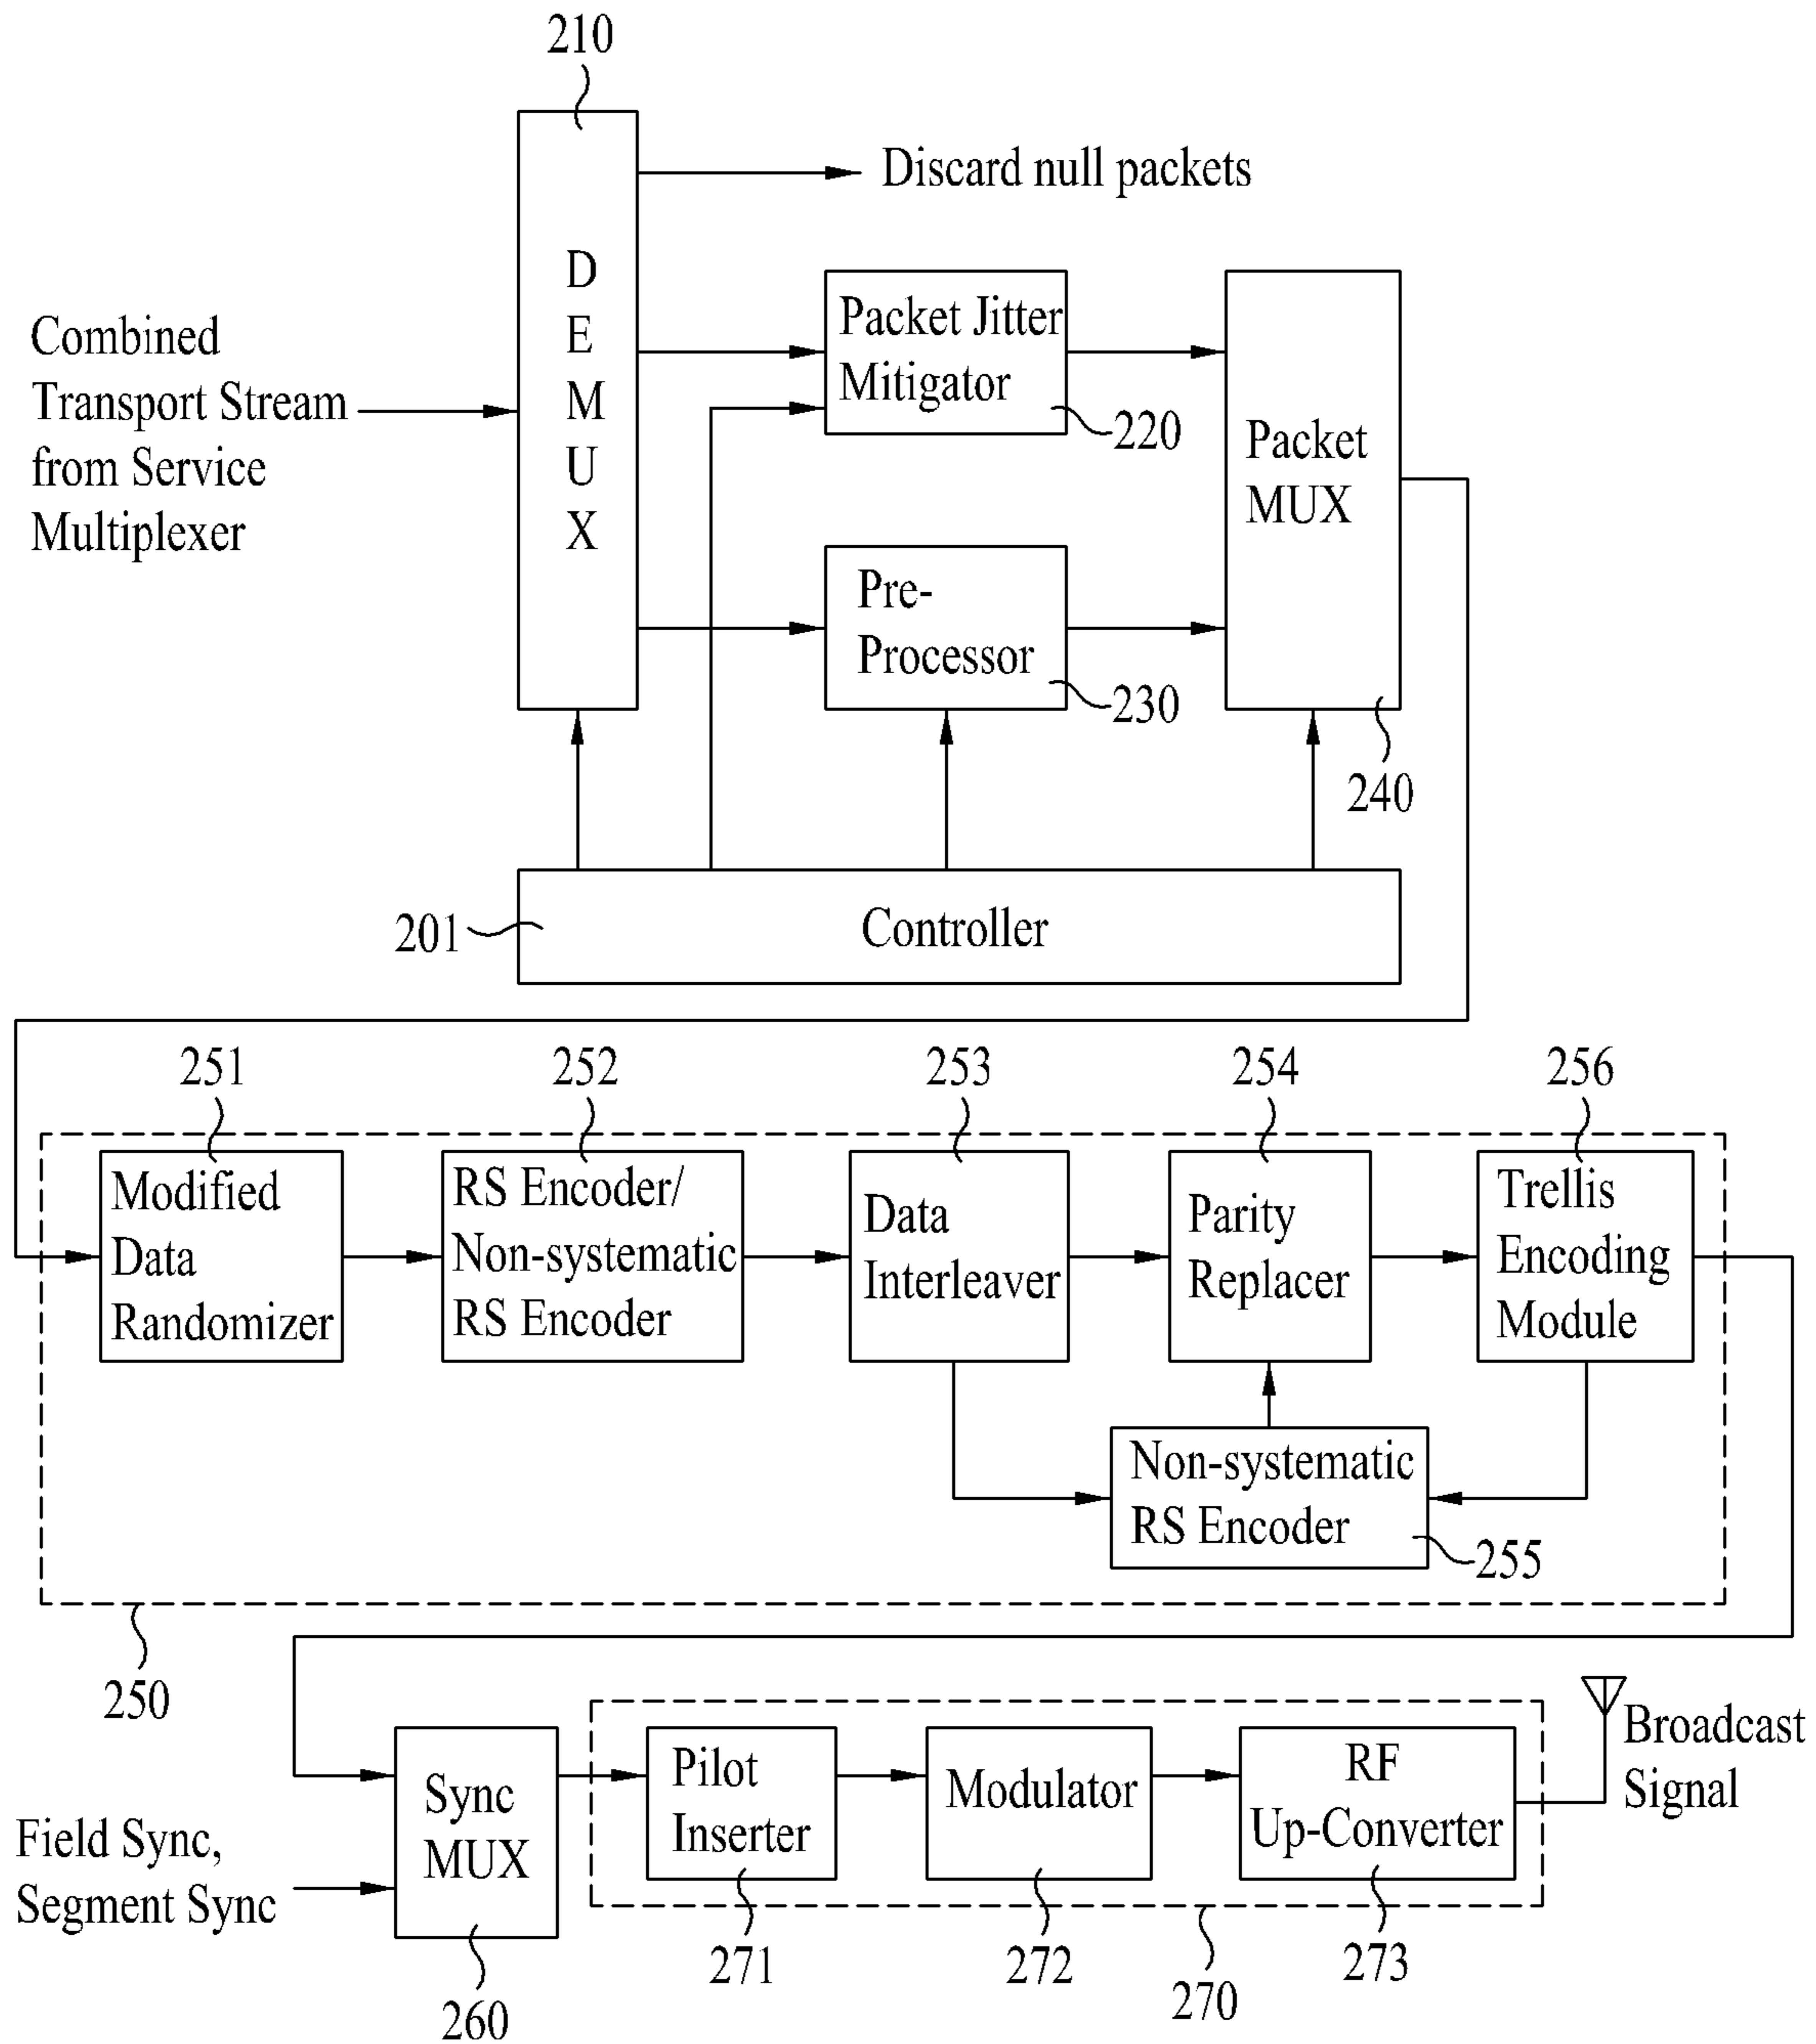 210
Discard null packets
D
E
M
U
X
Combined
Transport Stream
from Service
Multiplexer
Packet Jitter
Mitigator
220
Packet
MUX
Pre-
Processor
230
240
201
Controller
251
252
253
254
256
Modified
Data
Randomizer
RS Encoder/
Non-systematic
RS Encoder
Data
Interleaver
Parity
Replacer
Trellis
Encoding
Module
Non-systematic
RS Encoder
255
250
Sync
MUX
Pilot
Inserter
Modulator
RF
Up-Converter
Broadcast
Signal
Field Sync,
Segment Sync
260
271
272
270
273